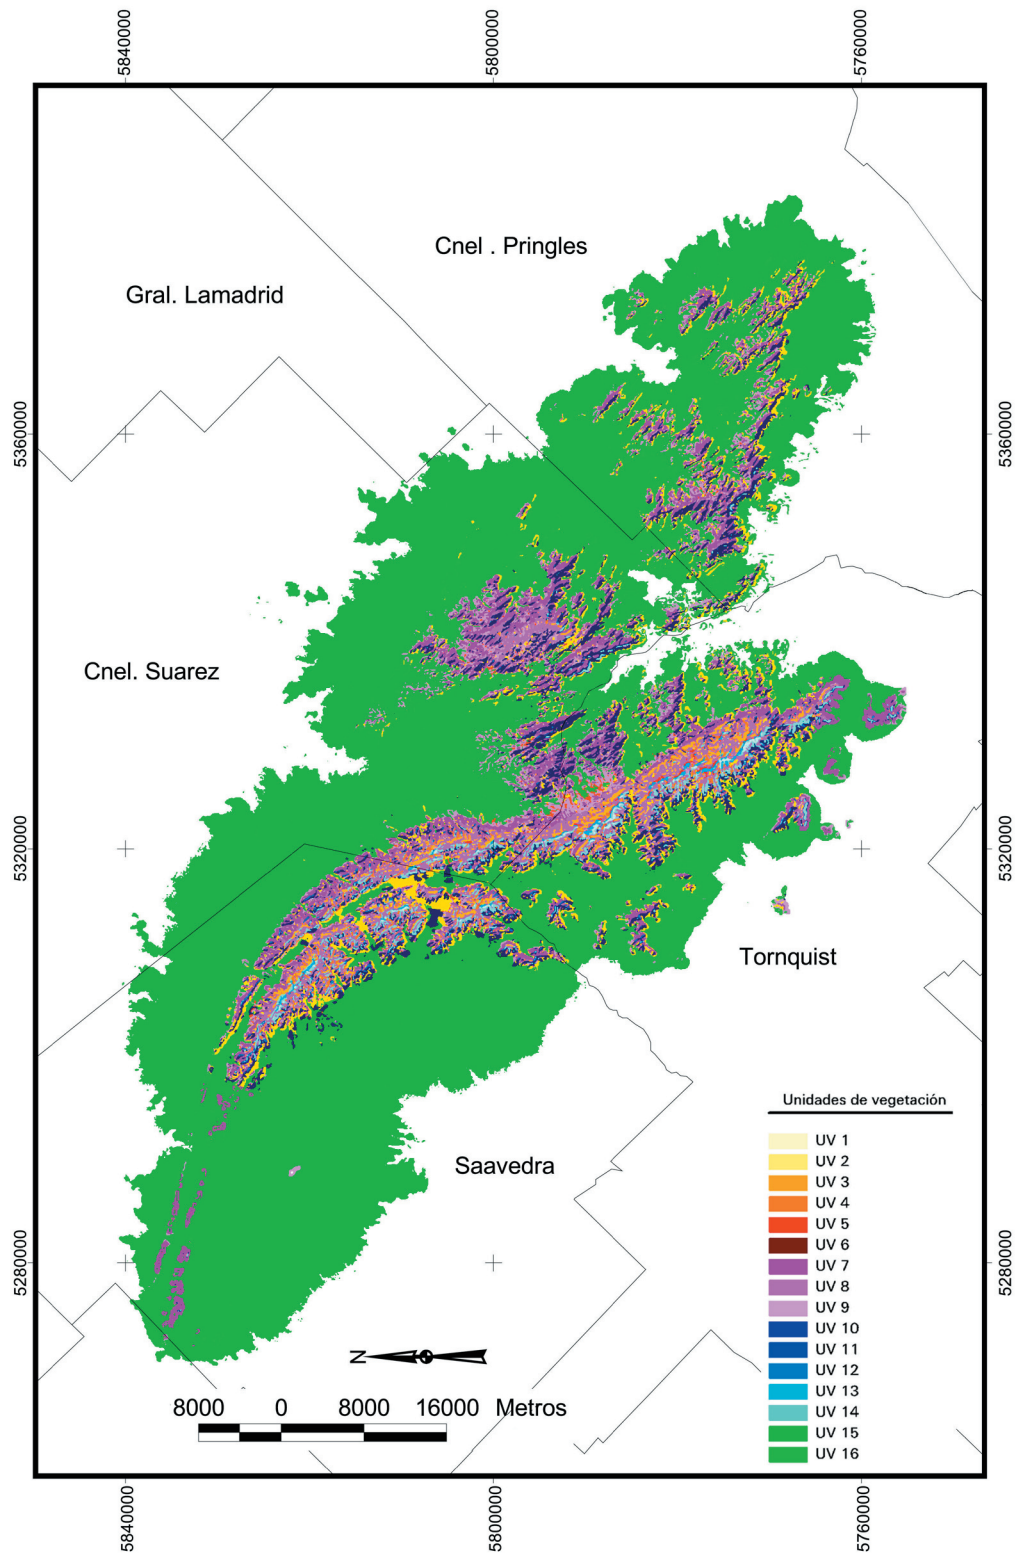 5840000
5800000
5760000
Cnel . Pringles
Gral. Lamadrid
5360000
5360000
Cnel. Suarez
5320000
5320000
Tornquist
Unidades de vegetación
UV 1
UV 2
UV 3
UV 4
UV 5
UV 6
UV 7
UV 8
UV 9
UV 10
UV 11
UV 12
UV 13
UV 14
UV 15
UV 16
Saavedra
5280000
5280000
N
8000 0 8000 16000 Metros
5840000
5800000
5760000